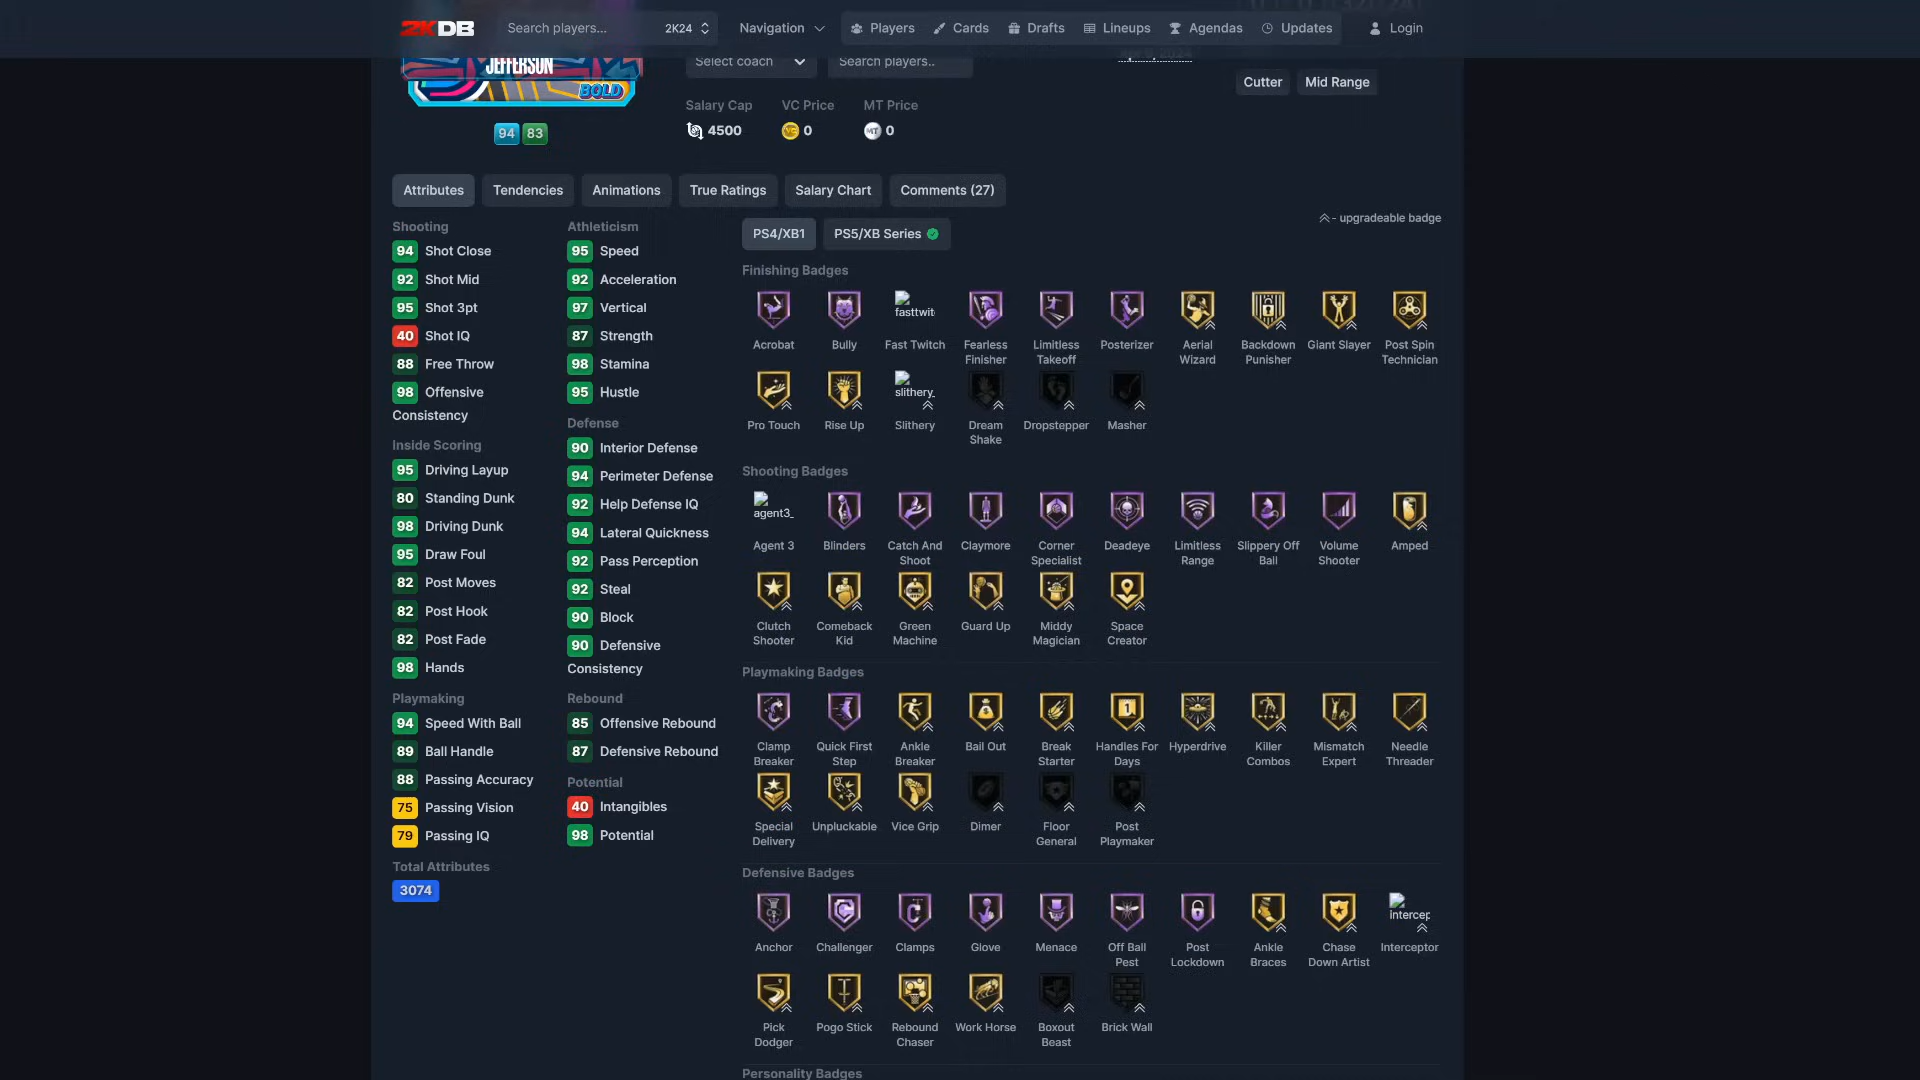 2KDB
Search players...
2K24
Navigation
Players
Cards
Drafts
Lineups
Agendas
Updates
Login
JEFFERSON
BOLD
94 83
Select coach
Search players..
Cutter
Mid Range
Salary Cap
4500
VC Price
0
MT Price
0
Attributes
Tendencies
Animations
True Ratings
Salary Chart
Comments (27)
- upgradeable badge
Shooting
94 Shot Close
92 Shot Mid
95 Shot 3pt
40 Shot IQ
88 Free Throw
98 Offensive
Consistency
Inside Scoring
95 Driving Layup
80 Standing Dunk
98 Driving Dunk
95 Draw Foul
82 Post Moves
82 Post Hook
82 Post Fade
98 Hands
Playmaking
94 Speed With Ball
89 Ball Handle
88 Passing Accuracy
75 Passing Vision
79 Passing IQ
Total Attributes
3074
Athleticism
95 Speed
92 Acceleration
97 Vertical
87 Strength
98 Stamina
95 Hustle
Defense
90 Interior Defense
94 Perimeter Defense
92 Help Defense IQ
94 Lateral Quickness
92 Pass Perception
92 Steal
90 Block
90 Defensive
Consistency
Rebound
85 Offensive Rebound
87 Defensive Rebound
Potential
40 Intangibles
98 Potential
PS4/XB1
PS5/XB Series
Finishing Badges
fasttwit
Acrobat
Bully
Fast Twitch
Fearless
Finisher
Limitless
Takeoff
Posterizer
Aerial
Wizard
Backdown
Punisher
Giant Slayer
Post Spin
Technician
slithery_
Pro Touch
Rise Up
Slithery
Dream
Shake
Dropstepper
Masher
Shooting Badges
agent3_
Agent 3
Blinders
Catch And
Shoot
Claymore
Corner
Specialist
Deadeye
Limitless
Range
Slippery Off
Ball
Volume
Shooter
Amped
Clutch
Shooter
Comeback
Kid
Green
Machine
Guard Up
Middy
Magician
Space
Creator
Playmaking Badges
Clamp
Breaker
Quick First
Step
Ankle
Breaker
Bail Out
Break
Starter
Handles For
Days
Hyperdrive
Killer
Combos
Mismatch
Expert
Needle
Threader
Special
Delivery
Unpluckable
Vice Grip
Dimer
Floor
General
Post
Playmaker
Defensive Badges
Intercep
Anchor
Challenger
Clamps
Glove
Menace
Off Ball
Pest
Post
Lockdown
Ankle
Braces
Chase
Down Artist
Interceptor
Pick
Dodger
Pogo Stick
Rebound
Chaser
Work Horse
Boxout
Beast
Brick Wall
Personality Badges